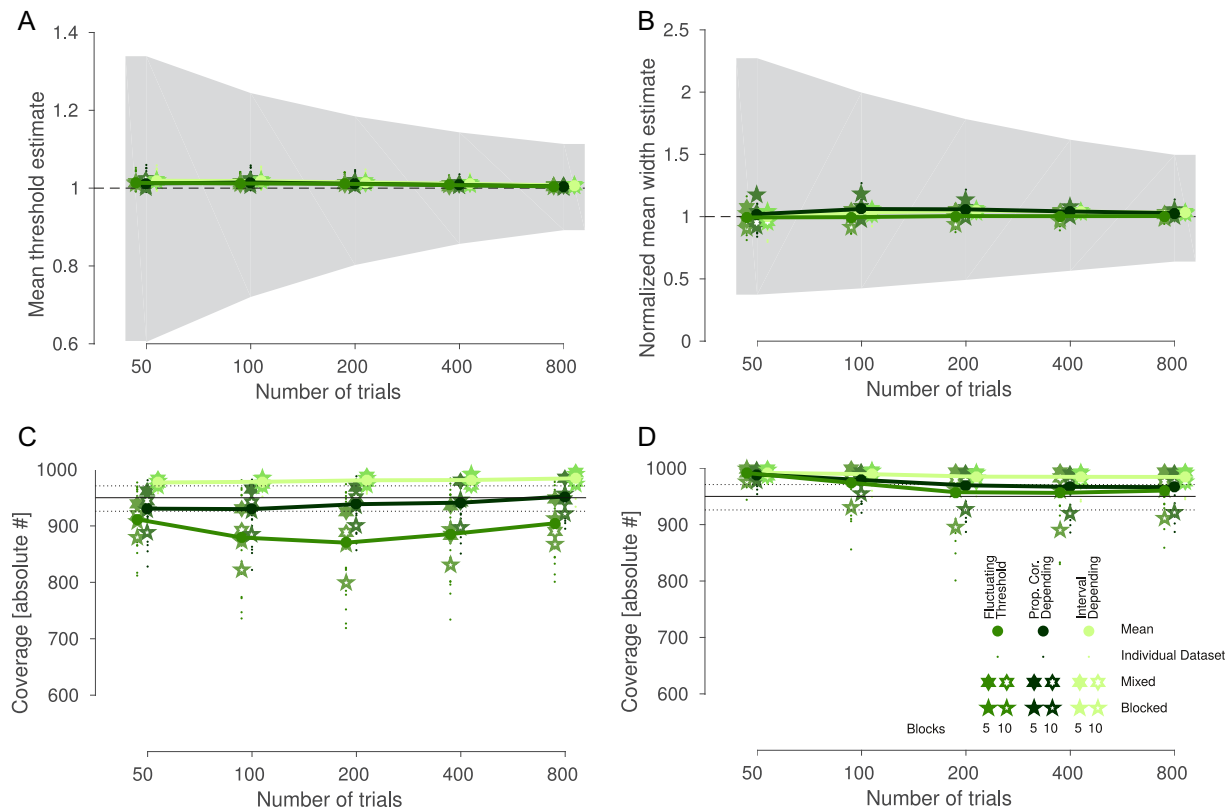 A
1.4
1.2
1
0.8
0.6
Mean threshold estimate
50 100 200 400 800
Number of trials
B
2.5
2
1.5
1
0.5
0
Normalized mean width estimate
50 100 200 400 800
Number of trials
C
1000
900
800
700
600
Coverage [absolute #]
50 100 200 400 800
Number of trials
D
1000
900
800
700
600
Coverage [absolute #]
Fluctuating
Threshold
Prop. Cor.
Depending
Interval
Depending
Mean
Individual Dataset
Mixed
Blocked
Blocks 5 10 5 10 5 10
50 100 200 400 800
Number of trials